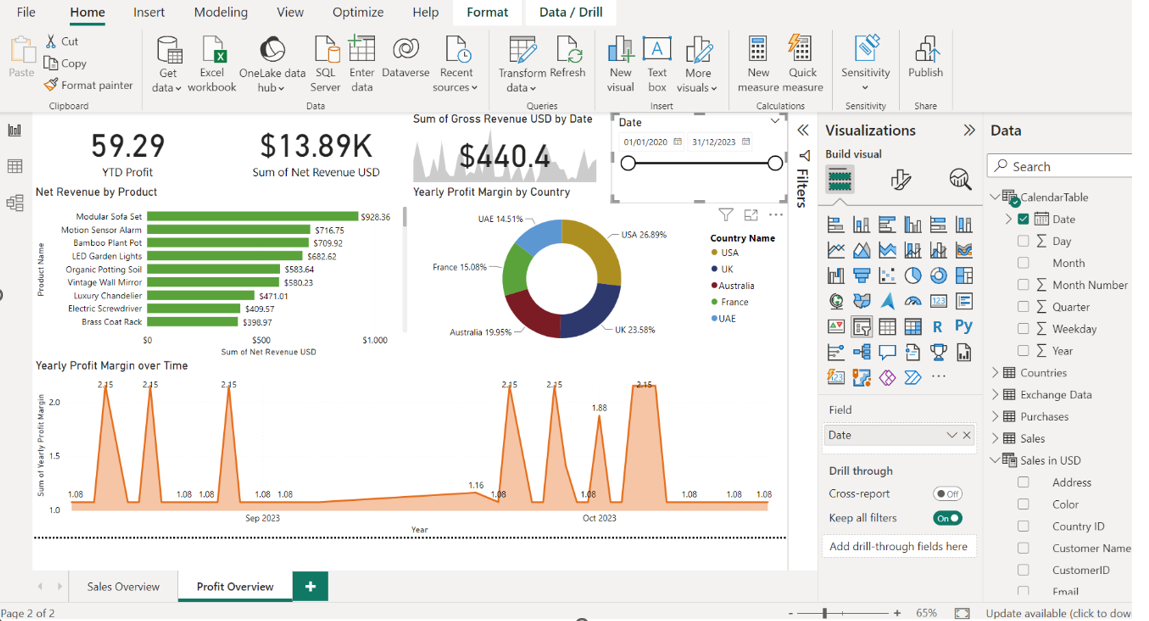 File Home Insert Modeling View Optimize Help Format Data / Drill
Paste
Cut
Copy
Format painter
Clipboard
Get data
Excel workbook
OneLake data hub
SQL Server
Enter data
Dataverse
Recent sources
Data
Transform data
Refresh
Queries
New visual
Text box
More visuals
Insert
New measure
Quick measure
Calculations
Sensitivity
Sensitivity
Publish
Share
59.29
YTD Profit
$13.89K
Sum of Net Revenue USD
Sum of Gross Revenue USD by Date
$440.4
Date
01/01/2020 31/12/2023
Net Revenue by Product
Product Name
Modular Sofa Set $928.36
Motion Sensor Alarm $716.75
Bamboo Plant Pot $709.92
LED Garden Lights $682.62
Organic Potting Soil $583.64
Vintage Wall Mirror $580.23
Luxury Chandelier $471.01
Electric Screwdriver $409.57
Brass Coat Rack $398.97
$0 $500 $1.000
Sum of Net Revenue USD
Yearly Profit Margin by Country
UAE 14.51%
USA 26.89%
France 15.08%
Australia 19.95%
UK 23.58%
Country Name
USA
UK
Australia
France
UAE
Yearly Profit Margin over Time
Sum of Yearly Profit Margin
2.0
1.5
1.0
2.15 2.15 2.15 2.15 2.15 2.15
1.88
1.08 1.08 1.08 1.08 1.08 1.16 1.08 1.08 1.08 1.08 1.08
Sep 2023 Oct 2023
Year
Filters
Visualizations
Build visual
123
R
Py
123
Field
Date
Drill through
Cross-report Off
Keep all filters On
Add drill-through fields here
Data
Search
CalendarTable
Date
Day
Month
Month Number
Quarter
Weekday
Year
Countries
Exchange Data
Purchases
Sales
Sales in USD
Address
Color
Country ID
Customer Name
CustomerID
Email
Sales Overview Profit Overview +
Page 2 of 2
- + 65%
Update available (click to dow